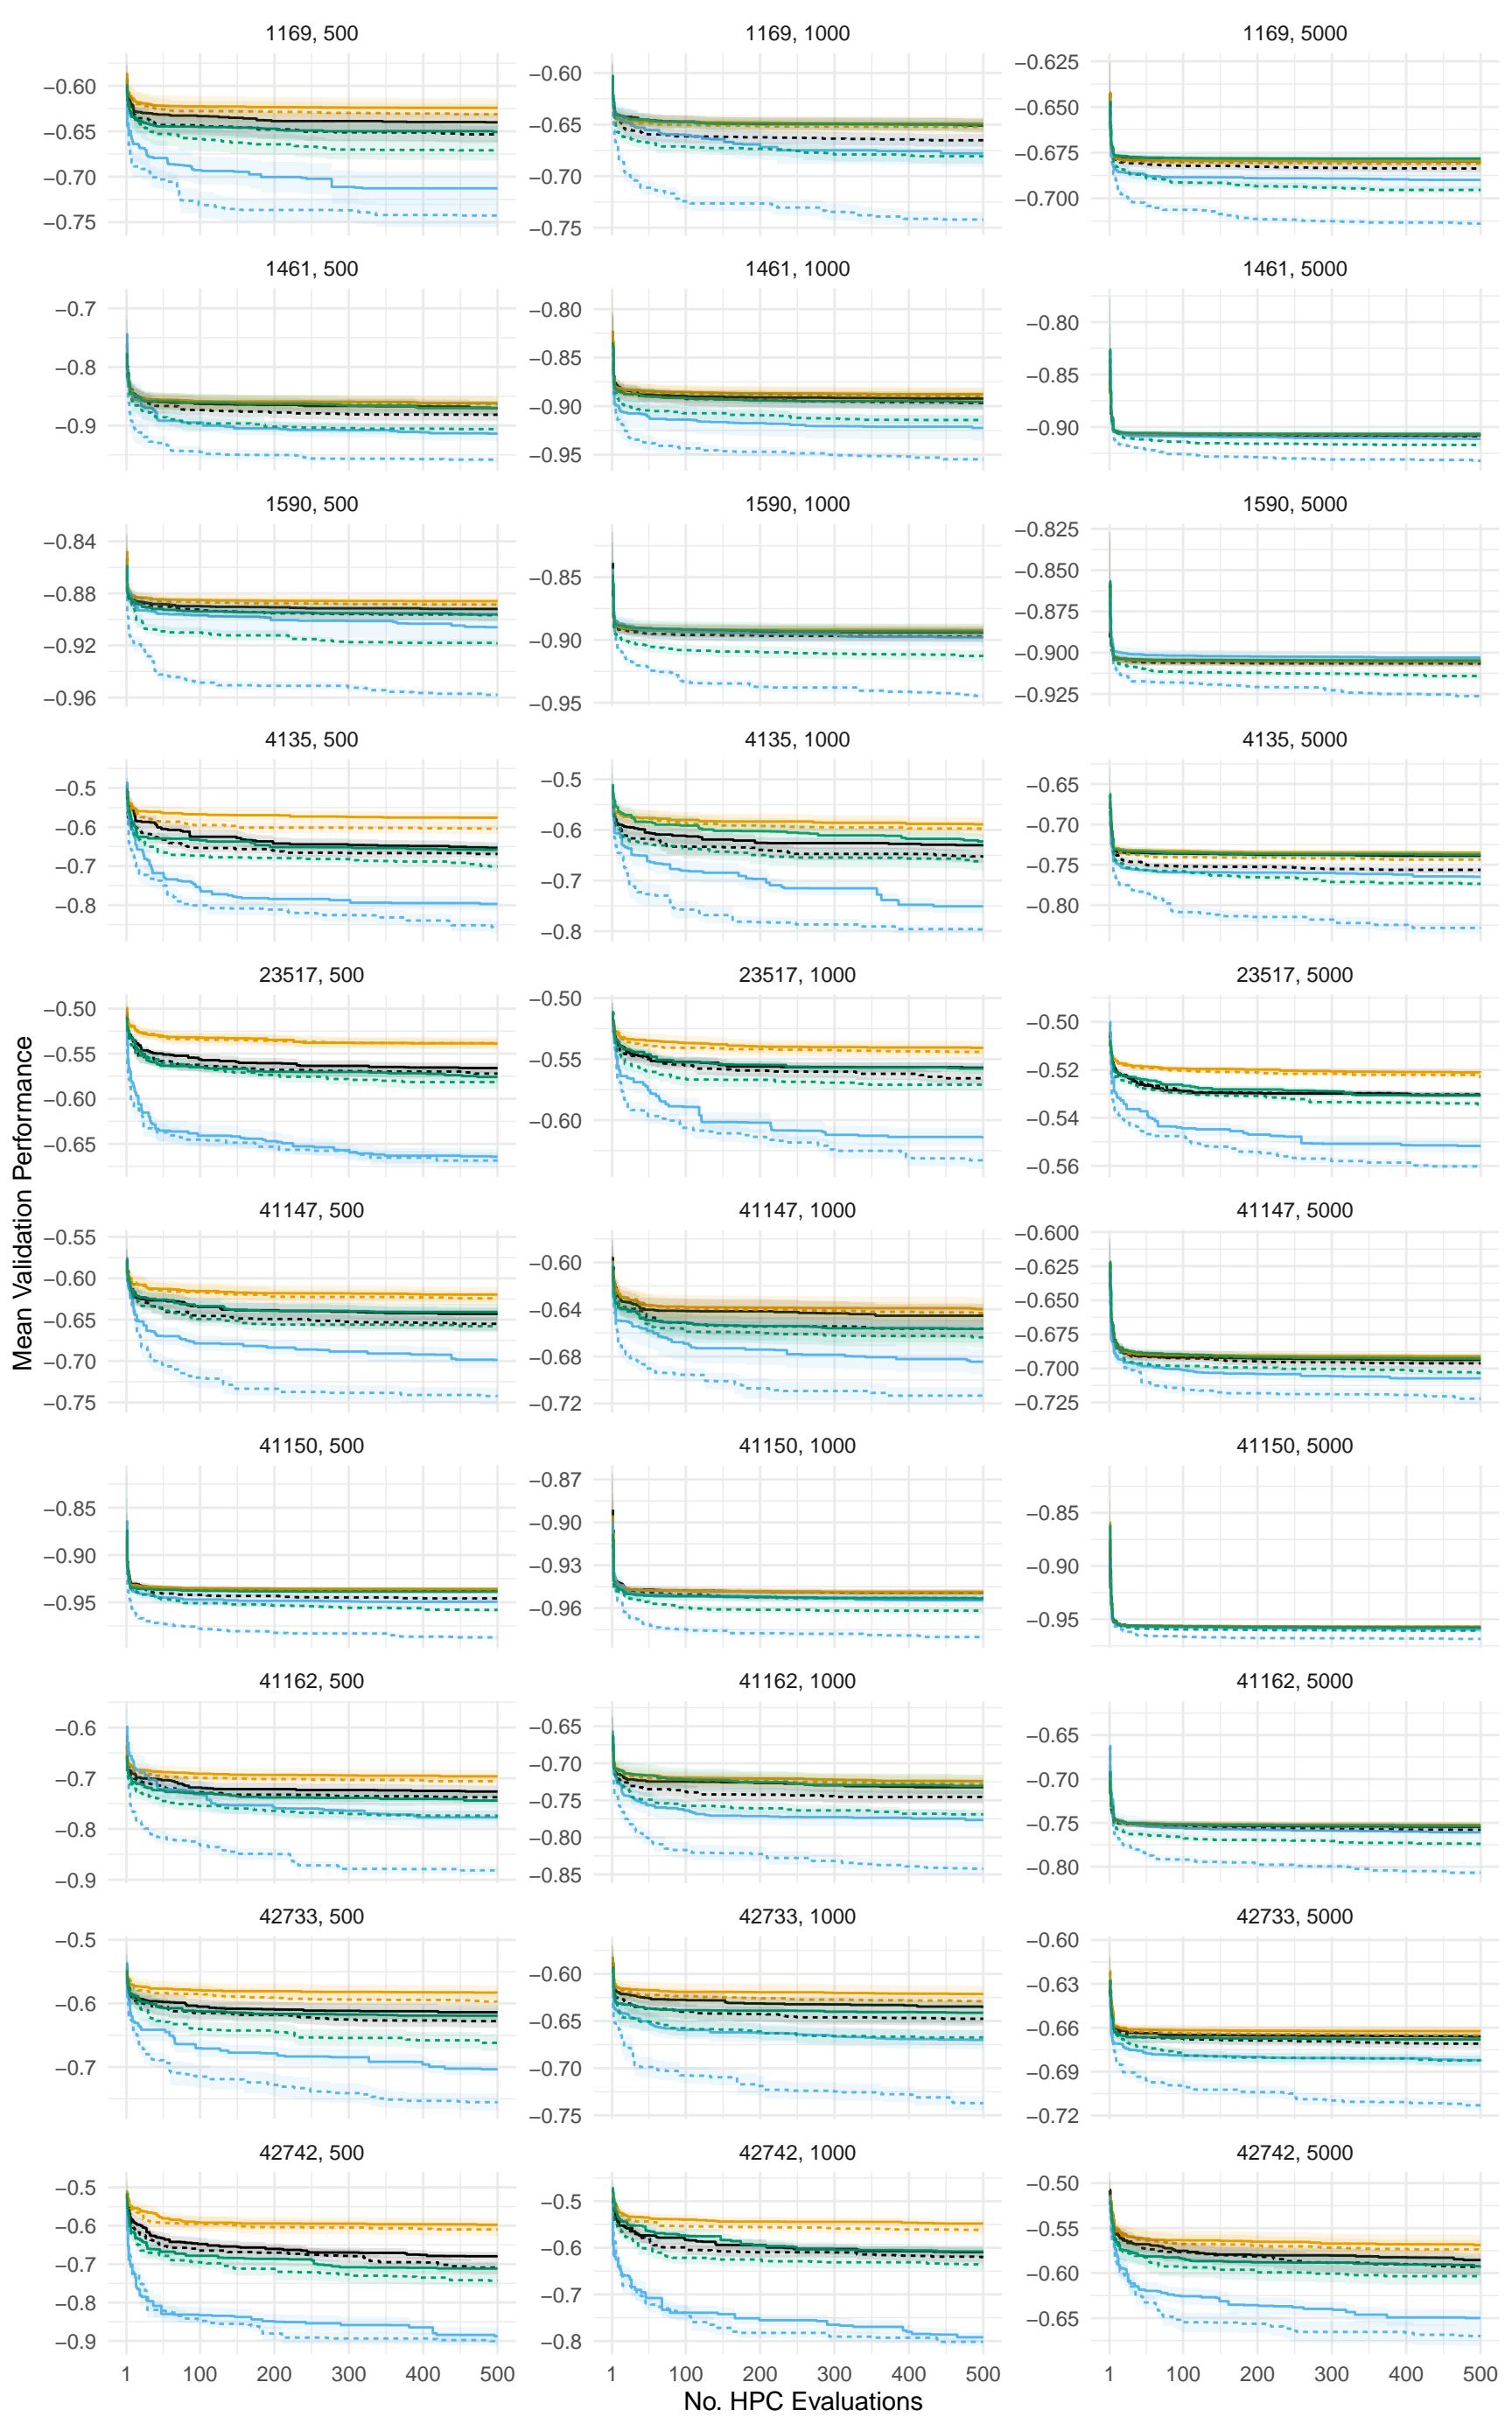 1169, 500 1169, 1000 1169, 5000
−0.60 −0.65 −0.70 −0.75
−0.60 −0.65 −0.70 −0.75
−0.625 −0.650 −0.675 −0.700
1461, 500 1461, 1000 1461, 5000
−0.7 −0.8 −0.9
−0.80 −0.85 −0.90 −0.95
−0.80 −0.85 −0.90
1590, 500 1590, 1000 1590, 5000
−0.84 −0.88 −0.92 −0.96
−0.85 −0.90 −0.95
−0.825 −0.850 −0.875 −0.900 −0.925
4135, 500 4135, 1000 4135, 5000
−0.5 −0.6 −0.7 −0.8
−0.5 −0.6 −0.7 −0.8
−0.65 −0.70 −0.75 −0.80
23517, 500 23517, 1000 23517, 5000
−0.50 −0.55 −0.60 −0.65
−0.50 −0.55 −0.60
−0.50 −0.52 −0.54 −0.56
Mean Validation Performance
41147, 500 41147, 1000 41147, 5000
−0.55 −0.60 −0.65 −0.70 −0.75
−0.60 −0.64 −0.68 −0.72
−0.600 −0.625 −0.650 −0.675 −0.700 −0.725
41150, 500 41150, 1000 41150, 5000
−0.85 −0.90 −0.95
−0.87 −0.90 −0.93 −0.96
−0.85 −0.90 −0.95
41162, 500 41162, 1000 41162, 5000
−0.6 −0.7 −0.8 −0.9
−0.65 −0.70 −0.75 −0.80 −0.85
−0.65 −0.70 −0.75 −0.80
42733, 500 42733, 1000 42733, 5000
−0.5 −0.6 −0.7
−0.60 −0.65 −0.70 −0.75
−0.60 −0.63 −0.66 −0.69 −0.72
42742, 500 42742, 1000 42742, 5000
−0.5 −0.6 −0.7 −0.8 −0.9
−0.5 −0.6 −0.7 −0.8
−0.50 −0.55 −0.60 −0.65
1 100 200 300 400 500 1 100 200 300 400 500 1 100 200 300 400 500
No. HPC Evaluations